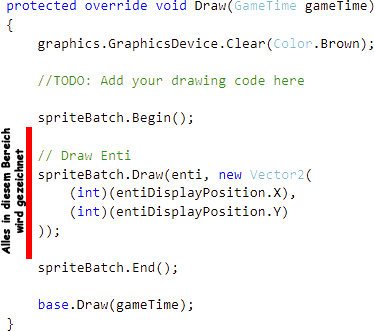 protected override void Draw(GameTime gameTime)
{
    graphics.GraphicsDevice.Clear(Color.Brown);

    //TODO: Add your drawing code here

    spriteBatch.Begin();

    // Draw Enti
    spriteBatch.Draw(enti, new Vector2(
        (int)(entiDisplayPosition.X),
        (int)(entiDisplayPosition.Y)
    ));

    spriteBatch.End();

    base.Draw(gameTime);
}
Alles in diesem Bereich
wird gezeichnet